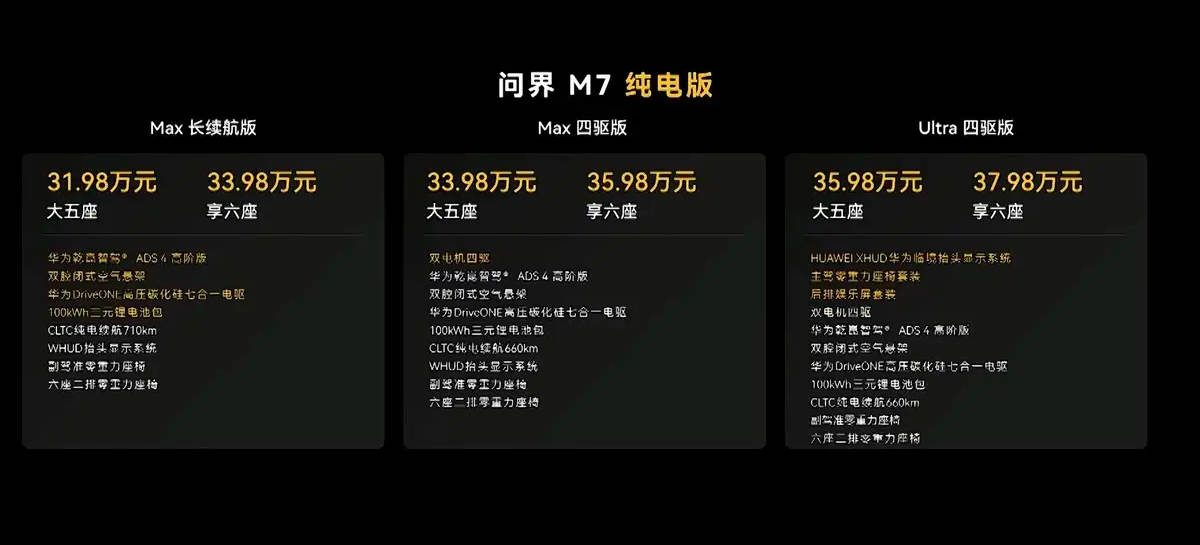 问界 M7 纯电版
Max 长续航版
31.98万元 33.98万元
大五座 享六座
华为乾崑智驾® ADS 4 高阶版
双腔闭式空气悬架
华为DriveONE高压碳化硅七合一电驱
100kWh三元锂电池包
CLTC纯电续航710km
WHUD抬头显示系统
副驾准零重力座椅
六座二排零重力座椅
Max 四驱版
33.98万元 35.98万元
大五座 享六座
双电机四驱
华为乾崑智驾® ADS 4 高阶版
双腔闭式空气悬架
华为DriveONE高压碳化硅七合一电驱
100kWh三元锂电池包
CLTC纯电续航660km
WHUD抬头显示系统
副驾准零重力座椅
六座二排零重力座椅
Ultra 四驱版
35.98万元 37.98万元
大五座 享六座
HUAWEI XHUD华为临境抬头显示系统
主驾零重力座椅套装
后排娱乐屏套装
双电机四驱
华为乾崑智驾® ADS 4 高阶版
双腔闭式空气悬架
华为DriveONE高压碳化硅七合一电驱
100kWh三元锂电池包
CLTC纯电续航660km
副驾准零重力座椅
六座二排零重力座椅